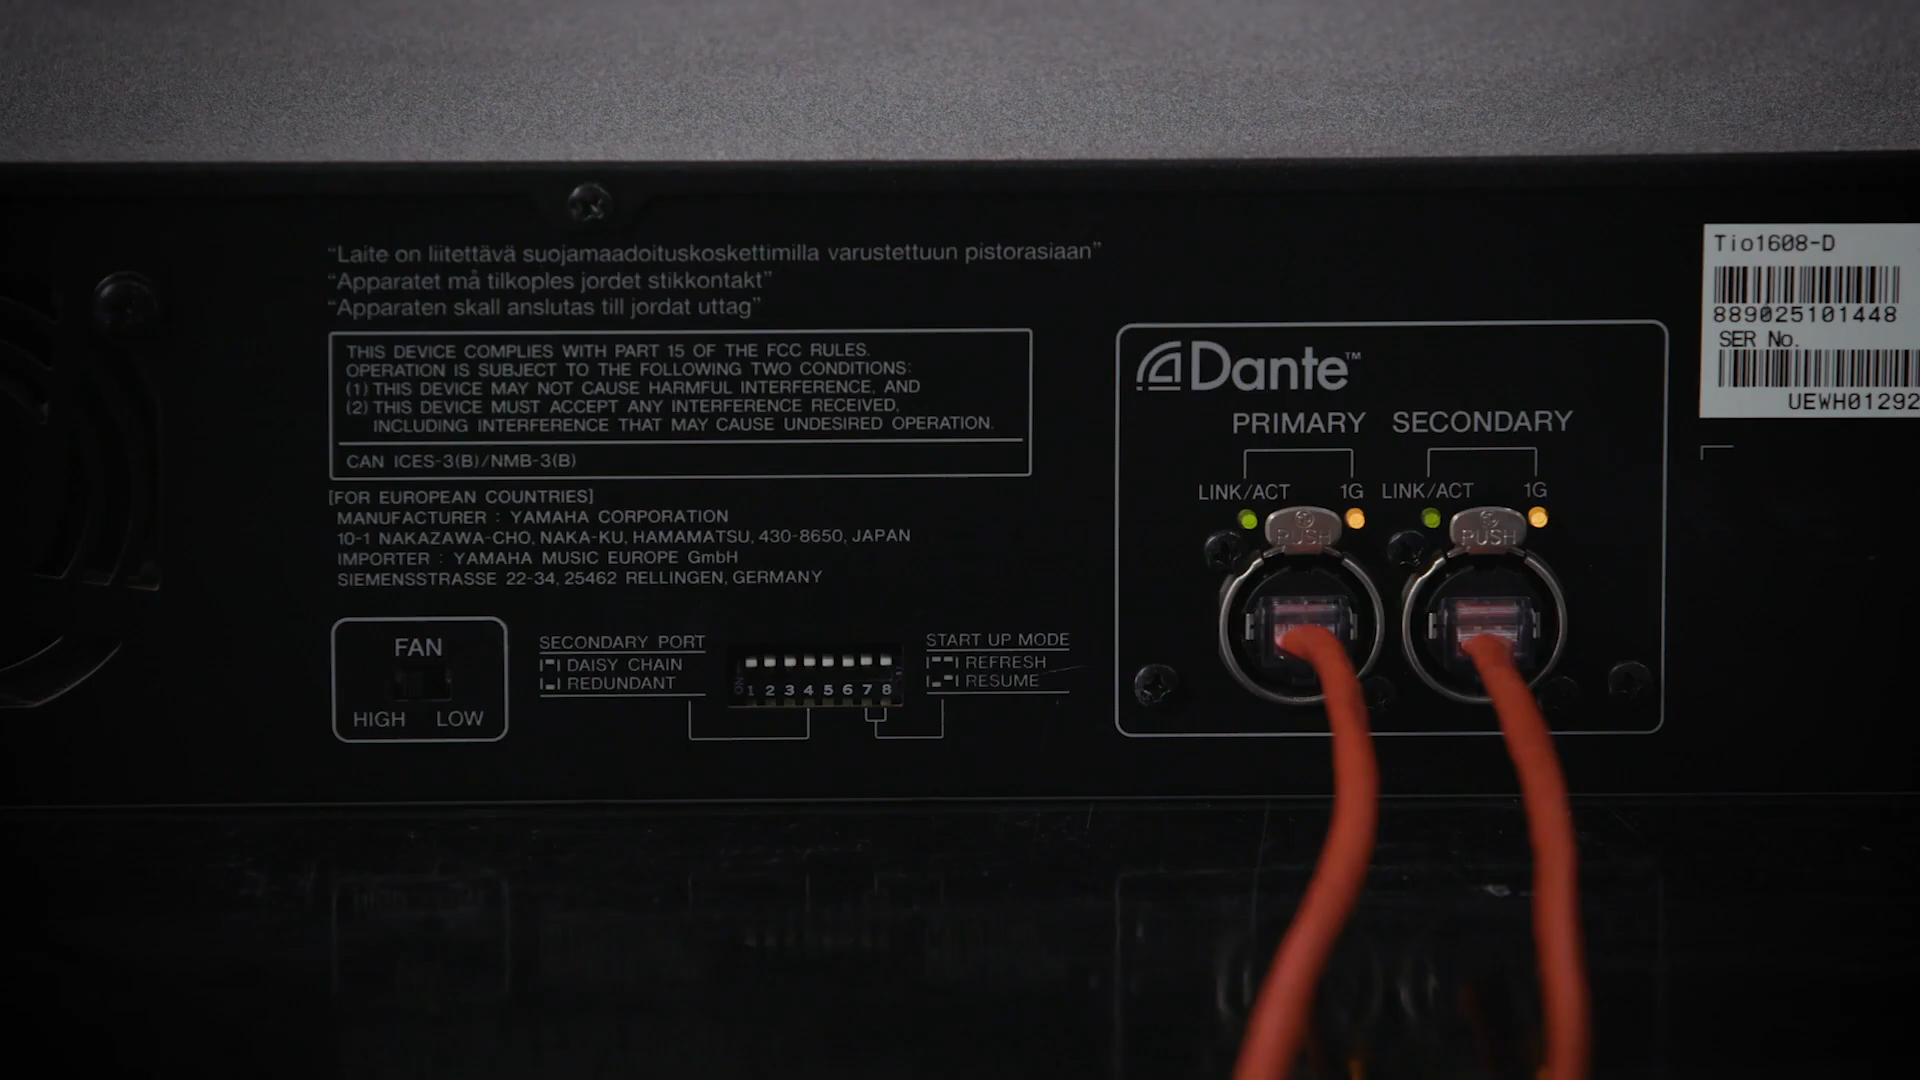 “Laite on liitettävä suojamaadoituskoskettimilla varustettuun pistorasiaan”
“Apparatet må tilkoples jordet stikkontakt”
“Apparaten skall anslutas till jordat uttag”
THIS DEVICE COMPLIES WITH PART 15 OF THE FCC RULES.
OPERATION IS SUBJECT TO THE FOLLOWING TWO CONDITIONS:
(1) THIS DEVICE MAY NOT CAUSE HARMFUL INTERFERENCE, AND
(2) THIS DEVICE MUST ACCEPT ANY INTERFERENCE RECEIVED,
INCLUDING INTERFERENCE THAT MAY CAUSE UNDESIRED OPERATION.
CAN ICES-3(B)/NMB-3(B)
[FOR EUROPEAN COUNTRIES]
MANUFACTURER : YAMAHA CORPORATION
10-1 NAKAZAWA-CHO, NAKA-KU, HAMAMATSU, 430-8650, JAPAN
IMPORTER : YAMAHA MUSIC EUROPE GmbH
SIEMENSSTRASSE 22-34, 25462 RELLINGEN, GERMANY
FAN
HIGH LOW
SECONDARY PORT
DAISY CHAIN
REDUNDANT
ON
1 2 3 4 5 6 7 8
START UP MODE
REFRESH
RESUME
Dante™
PRIMARY SECONDARY
LINK/ACT 1G LINK/ACT 1G
PUSH PUSH
Tio1608-D
889025101448
SER No.
UEWH01292